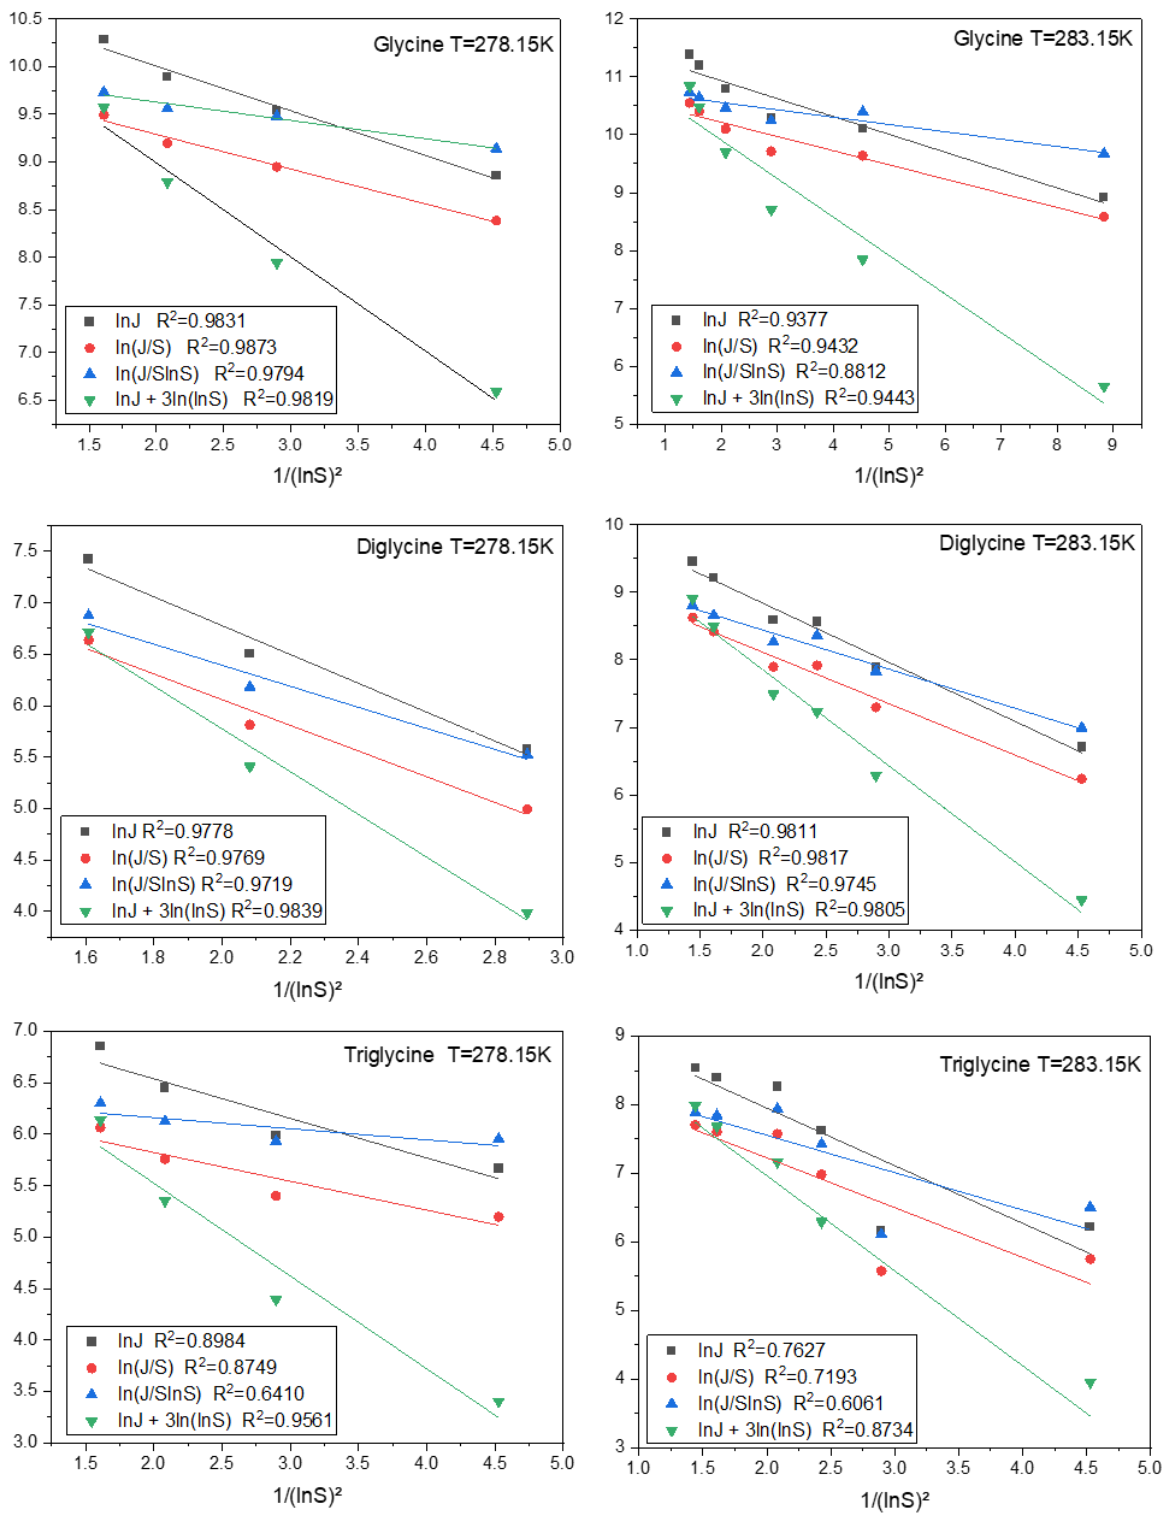 Glycine T=278.15K
10.5
10.0
9.5
9.0
8.5
8.0
7.5
7.0
6.5
lnJ R²=0.9831
ln(J/S) R²=0.9873
ln(J/SlnS) R²=0.9794
lnJ + 3ln(lnS) R²=0.9819
1.5 2.0 2.5 3.0 3.5 4.0 4.5 5.0
1/(lnS)²
Glycine T=283.15K
12
11
10
9
8
7
6
5
lnJ R²=0.9377
ln(J/S) R²=0.9432
ln(J/SlnS) R²=0.8812
lnJ + 3ln(lnS) R²=0.9443
1 2 3 4 5 6 7 8 9
1/(lnS)²
Diglycine T=278.15K
7.5
7.0
6.5
6.0
5.5
5.0
4.5
4.0
lnJ R²=0.9778
ln(J/S) R²=0.9769
ln(J/SlnS) R²=0.9719
lnJ + 3ln(lnS) R²=0.9839
1.6 1.8 2.0 2.2 2.4 2.6 2.8 3.0
1/(lnS)²
Diglycine T=283.15K
10
9
8
7
6
5
4
lnJ R²=0.9811
ln(J/S) R²=0.9817
ln(J/SlnS) R²=0.9745
lnJ + 3ln(lnS) R²=0.9805
1.0 1.5 2.0 2.5 3.0 3.5 4.0 4.5 5.0
1/(lnS)²
Triglycine T=278.15K
7.0
6.5
6.0
5.5
5.0
4.5
4.0
3.5
3.0
lnJ R²=0.8984
ln(J/S) R²=0.8749
ln(J/SlnS) R²=0.6410
lnJ + 3ln(lnS) R²=0.9561
1.5 2.0 2.5 3.0 3.5 4.0 4.5 5.0
1/(lnS)²
Triglycine T=283.15K
9
8
7
6
5
4
3
lnJ R²=0.7627
ln(J/S) R²=0.7193
ln(J/SlnS) R²=0.6061
lnJ + 3ln(lnS) R²=0.8734
1.0 1.5 2.0 2.5 3.0 3.5 4.0 4.5 5.0
1/(lnS)²